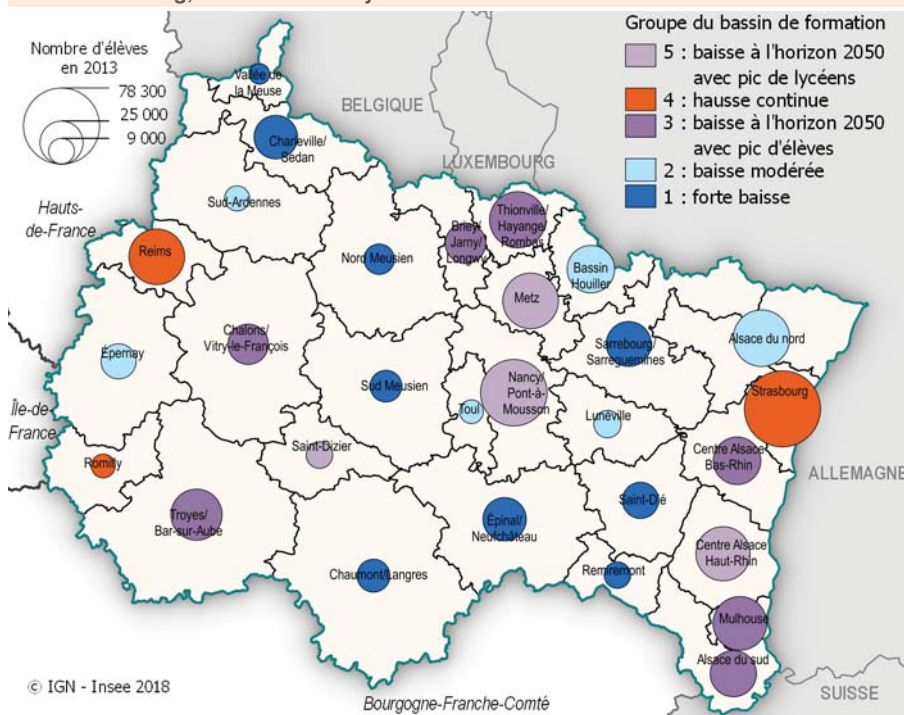 Nombre d'élèves
en 2013
78 300
25 000
9 000
Groupe du bassin de formation
5 : baisse à l'horizon 2050
avec pic de lycéens
4 : hausse continue
3 : baisse à l'horizon 2050
avec pic d'élèves
2 : baisse modérée
1 : forte baisse
BELGIQUE
LUXEMBOURG
Hauts-
de-France
Île-de-
France
ALLEMAGNE
SUISSE
Bourgogne-Franche-Comté
Vallée de
la Meuse
Charleville/
Sedan
Sud-Ardennes
Reims
Nord Meusien
Briey/
Jarny/
Longwy
Thionville/
Hayange/
Rombas
Metz
Bassin
Houiller
Épernay
Chalons/
Vitry-le-François
Sud Meusien
Toul
Nancy/
Pont-à-
Mousson
Sarrebourg/
Sarreguemines
Alsace du nord
Strasbourg
Lunéville
Romilly
Saint-Dizier
Centre Alsace
Bas-Rhin
Troyes/
Bar-sur-Aube
Épinal/
Neufchâteau
Saint-Dié
Chaumont/Langres
Remiremont
Centre Alsace
Haut-Rhin
Mulhouse
Alsace du sud
© IGN - Insee 2018